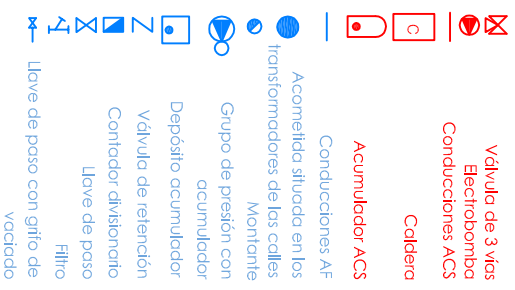 Válvula de 3 vías
Electrobomba
Conducciones ACS
C
Caldera
Acumulador ACS
Conducciones AF
Acometida situada en los
transformadores de las calles
Montante
Grupo de presión con
acumulador
Depósito acumulador
Válvula de retención
Contador divisionario
Llave de paso
Filtro
Llave de paso con grifo de
vaciado